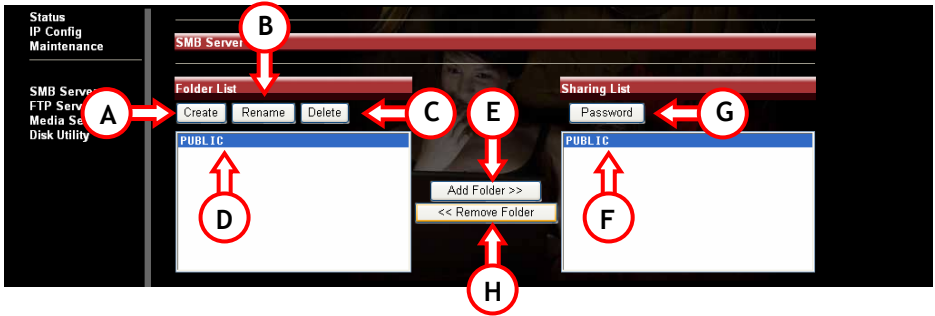 Status
IP Config
Maintenance
B
SMB Server
SMB Server
FTP Serv
Media Se
Disk Utility
A
Folder List
Create Rename Delete
C
E
Sharing List
Password
G
PUBLIC
PUBLIC
D
Add Folder >>
<< Remove Folder
F
H